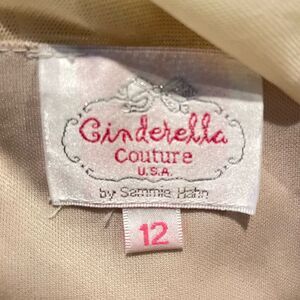 Cinderella
Couture
U.S.A.
by Sammie Hahn
12